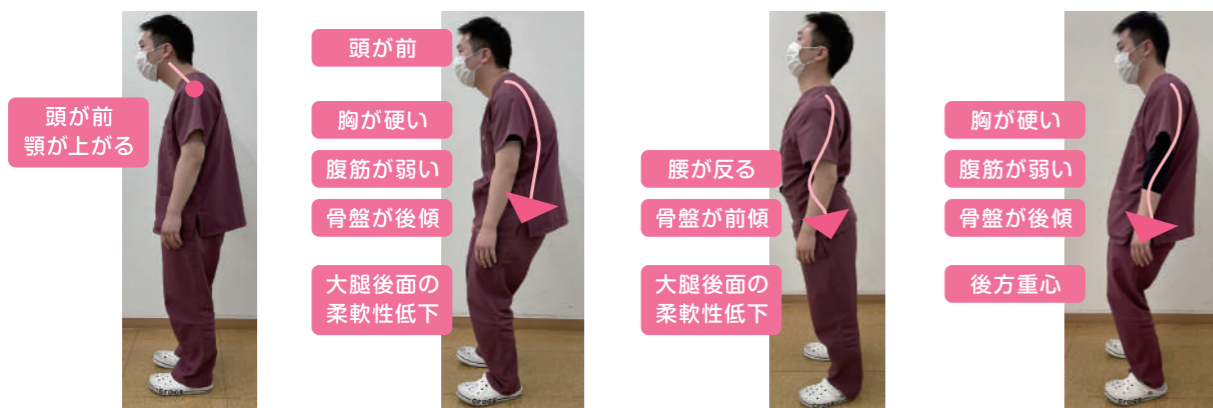 頭が前
顎が上がる
頭が前
胸が硬い
腹筋が弱い
骨盤が後傾
大腿後面の
柔軟性低下
腰が反る
骨盤が前傾
大腿後面の
柔軟性低下
胸が硬い
腹筋が弱い
骨盤が後傾
後方重心